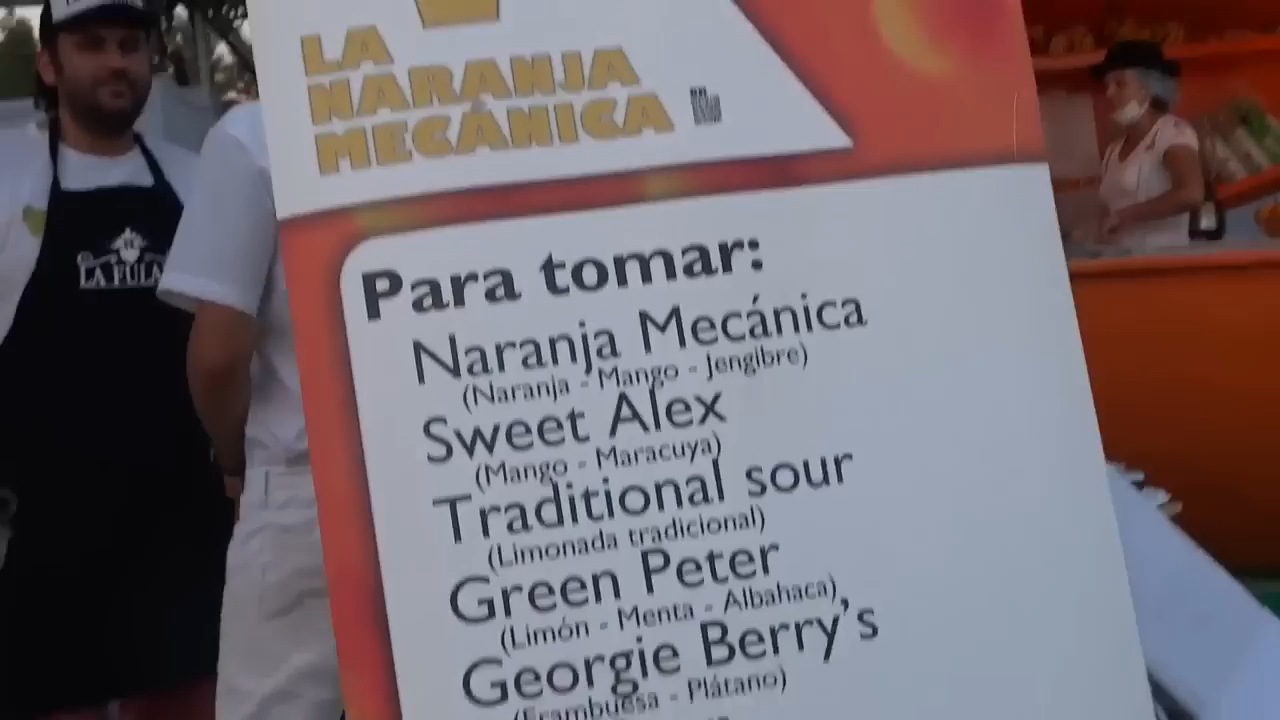 LA
NARANJA
MECÁNICA
LA FULA
Para tomar:
Naranja Mecánica
(Naranja - Mango - Jengibre)
Sweet Alex
(Mango - Maracuya)
Traditional sour
(Limonada tradicional)
Green Peter
(Limón - Menta - Albahaca)
Georgie Berry's
(Frambuesa - Plátano)